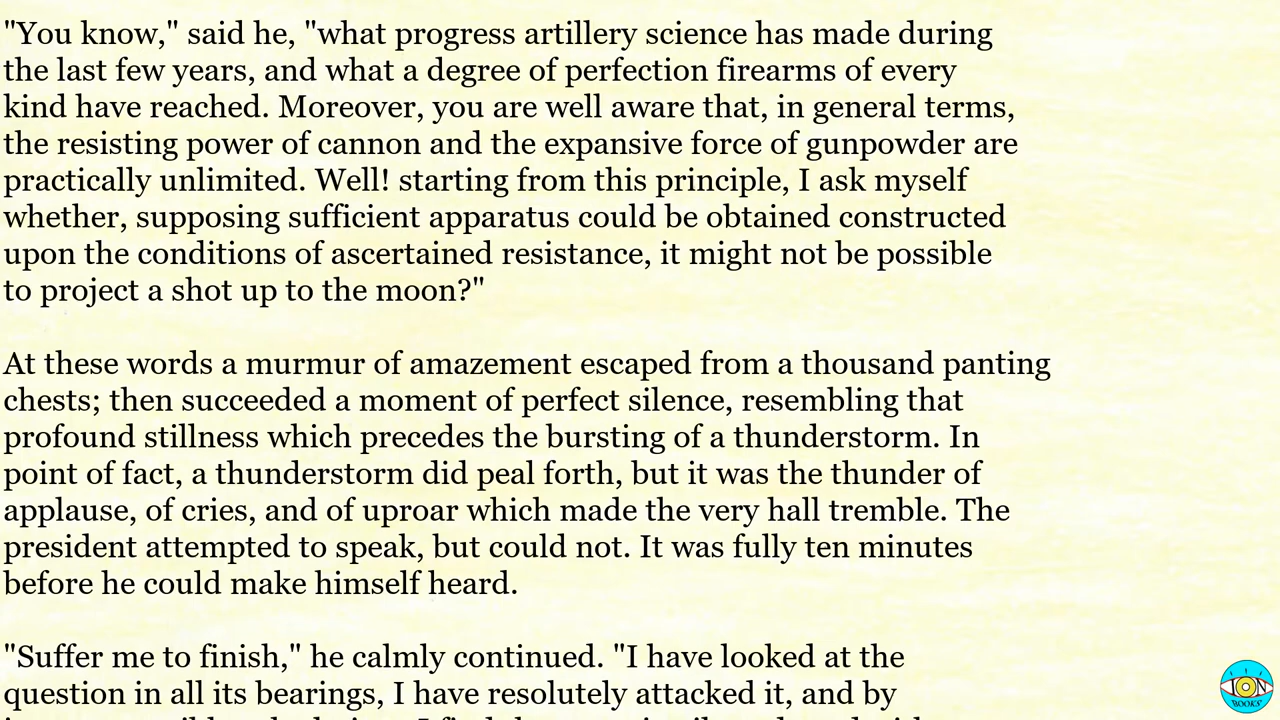 "You know," said he, "what progress artillery science has made during
the last few years, and what a degree of perfection firearms of every
kind have reached. Moreover, you are well aware that, in general terms,
the resisting power of cannon and the expansive force of gunpowder are
practically unlimited. Well! starting from this principle, I ask myself
whether, supposing sufficient apparatus could be obtained constructed
upon the conditions of ascertained resistance, it might not be possible
to project a shot up to the moon?"
At these words a murmur of amazement escaped from a thousand panting
chests; then succeeded a moment of perfect silence, resembling that
profound stillness which precedes the bursting of a thunderstorm. In
point of fact, a thunderstorm did peal forth, but it was the thunder of
applause, of cries, and of uproar which made the very hall tremble. The
president attempted to speak, but could not. It was fully ten minutes
before he could make himself heard.
"Suffer me to finish," he calmly continued. "I have looked at the
question in all its bearings, I have resolutely attacked it, and by
ION
BOOKS